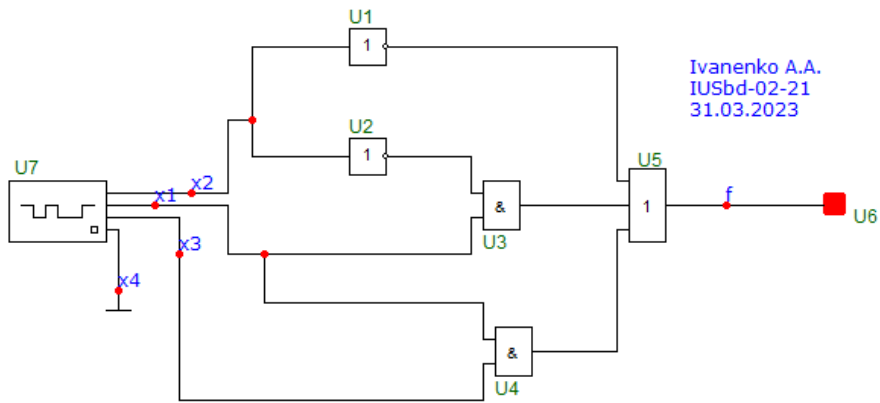 U1
1
Ivanenko A.A.
IUSbd-02-21
31.03.2023
U2
1
U5
U7
x2
x1
1
f
U6
&
U3
x3
x4
&
U4